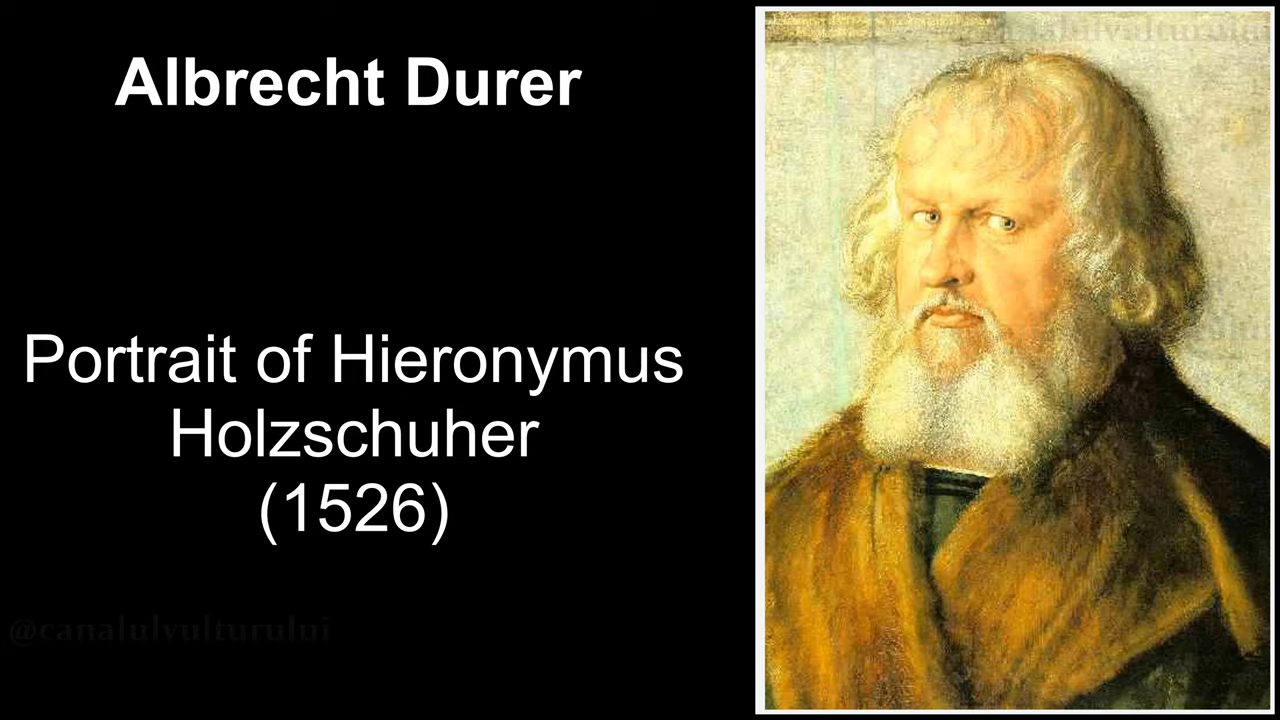 Albrecht Durer
Portrait of Hieronymus
Holzschuher
(1526)
@canalulvulturului